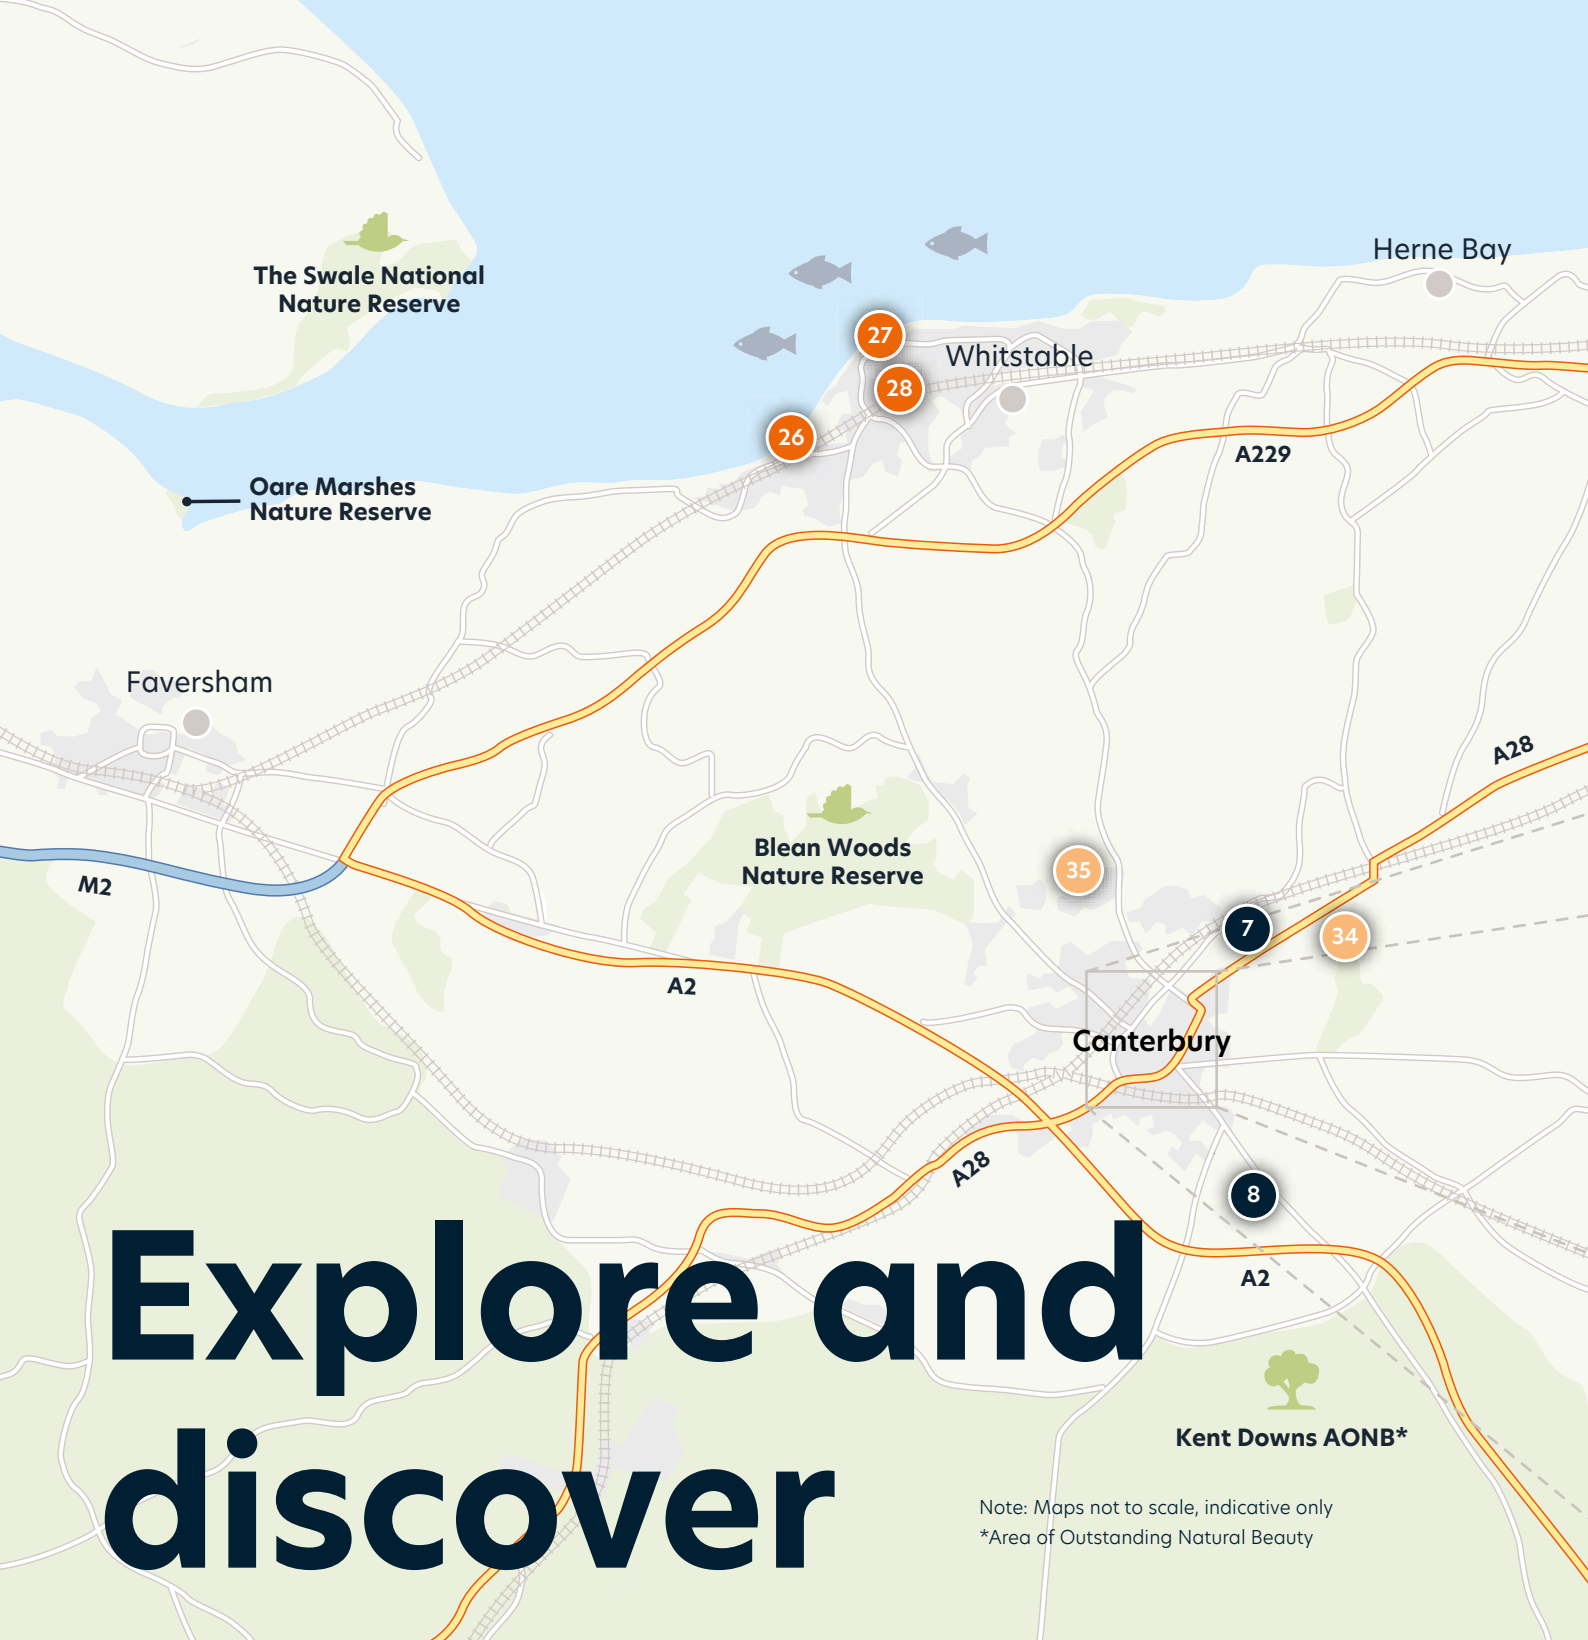 Herne Bay
The Swale National
Nature Reserve
27
Whitstable
28
26
A229
Oare Marshes
Nature Reserve
Faversham
A28
Blean Woods
Nature Reserve
35
M2
7
34
A2
Canterbury
A28
8
A2
Explore and
discover
Kent Downs AONB*
Note: Maps not to scale, indicative only
*Area of Outstanding Natural Beauty